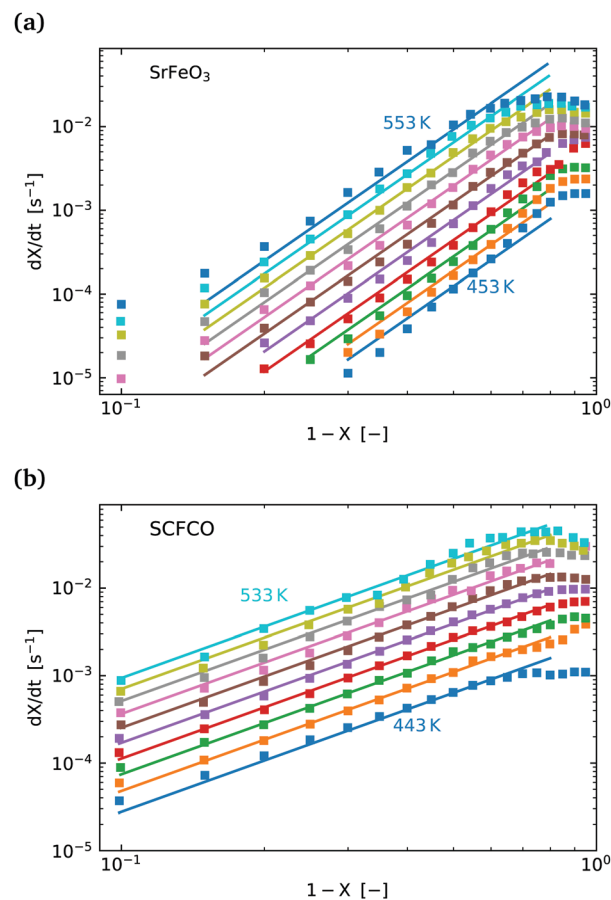 (a)
SrFeO₃
553 K
453 K
10⁻²
10⁻³
10⁻⁴
10⁻⁵
dX/dt [s⁻¹]
10⁻¹
10⁰
1 − X [−]
(b)
SCFCO
533 K
443 K
10⁻²
10⁻³
10⁻⁴
10⁻⁵
dX/dt [s⁻¹]
10⁻¹
10⁰
1 − X [−]